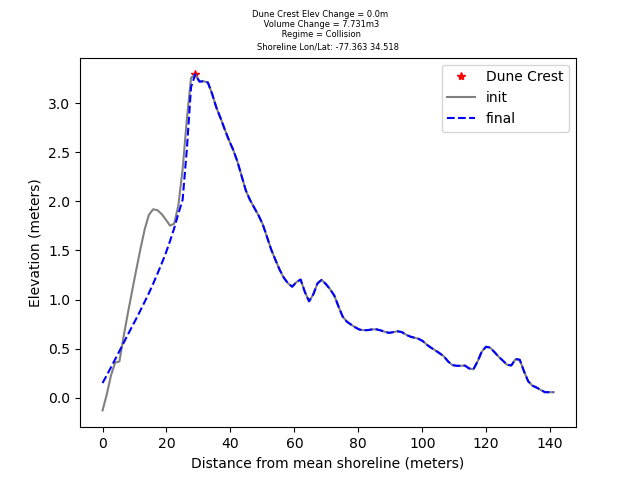 Dune Crest Elev Change = 0.0m
Volume Change = 7.731m3
Regime = Collision
Shoreline Lon/Lat: -77.363 34.518
Dune Crest
init
final
Elevation (meters)
3.0
2.5
2.0
1.5
1.0
0.5
0.0
0 20 40 60 80 100 120 140
Distance from mean shoreline (meters)